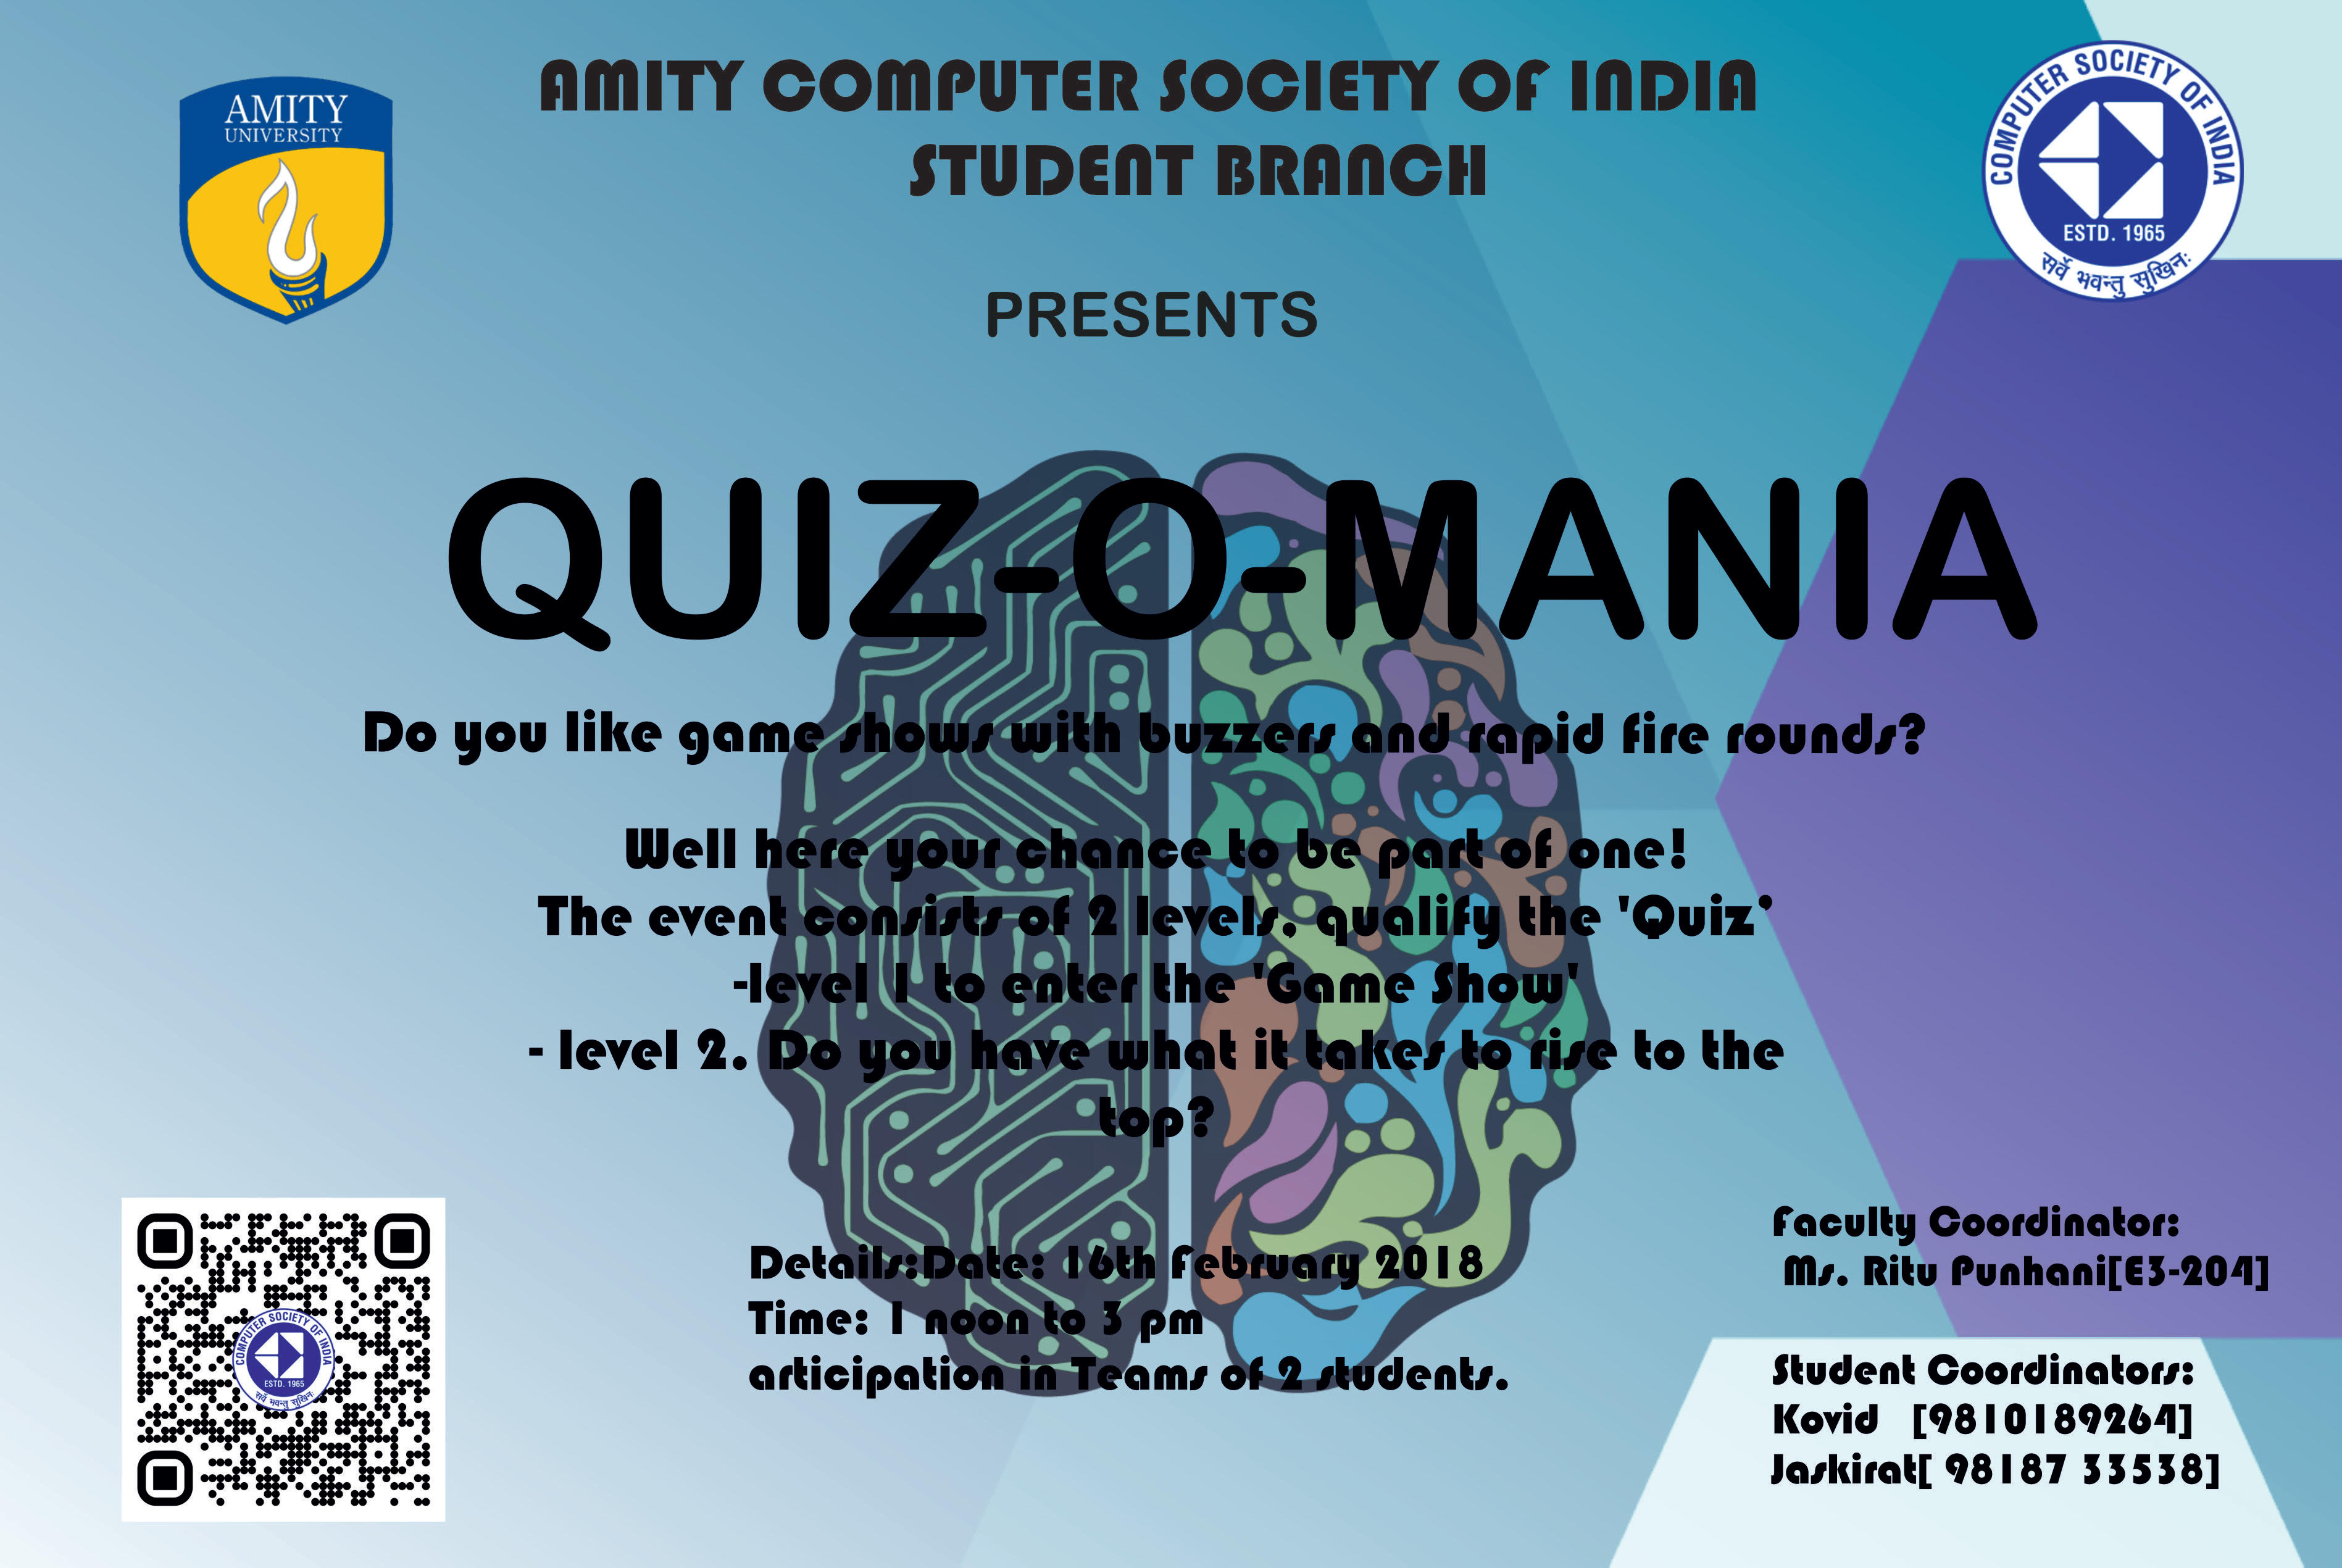 AMITY COMPUTER SOCIETY OF INDIA
STUDENT BRANCH
AMITY
UNIVERSITY
COMPUTER SOCIETY OF INDIA
ESTD. 1965
सर्वे भवन्तु सुखिनः
PRESENTS
QUIZ-O-MANIA
Do you like game shows with buzzers and rapid fire rounds?
Well here your chance to be part of one!
The event consists of 2 levels, qualify the 'Quiz’
-level 1 to enter the 'Game Show'
- level 2. Do you have what it takes to rise to the
top?
Details:Date: 16th February 2018
Time: 1 noon to 3 pm
articipation in Teams of 2 students.
Faculty Coordinator:
Ms. Ritu Punhani[E3-204]
Student Coordinators:
Kovid [9810189264]
Jaskirat[ 98187 33538]
COMPUTER SOCIETY OF INDIA
ESTD. 1965
सर्वे भवन्तु सुखिनः